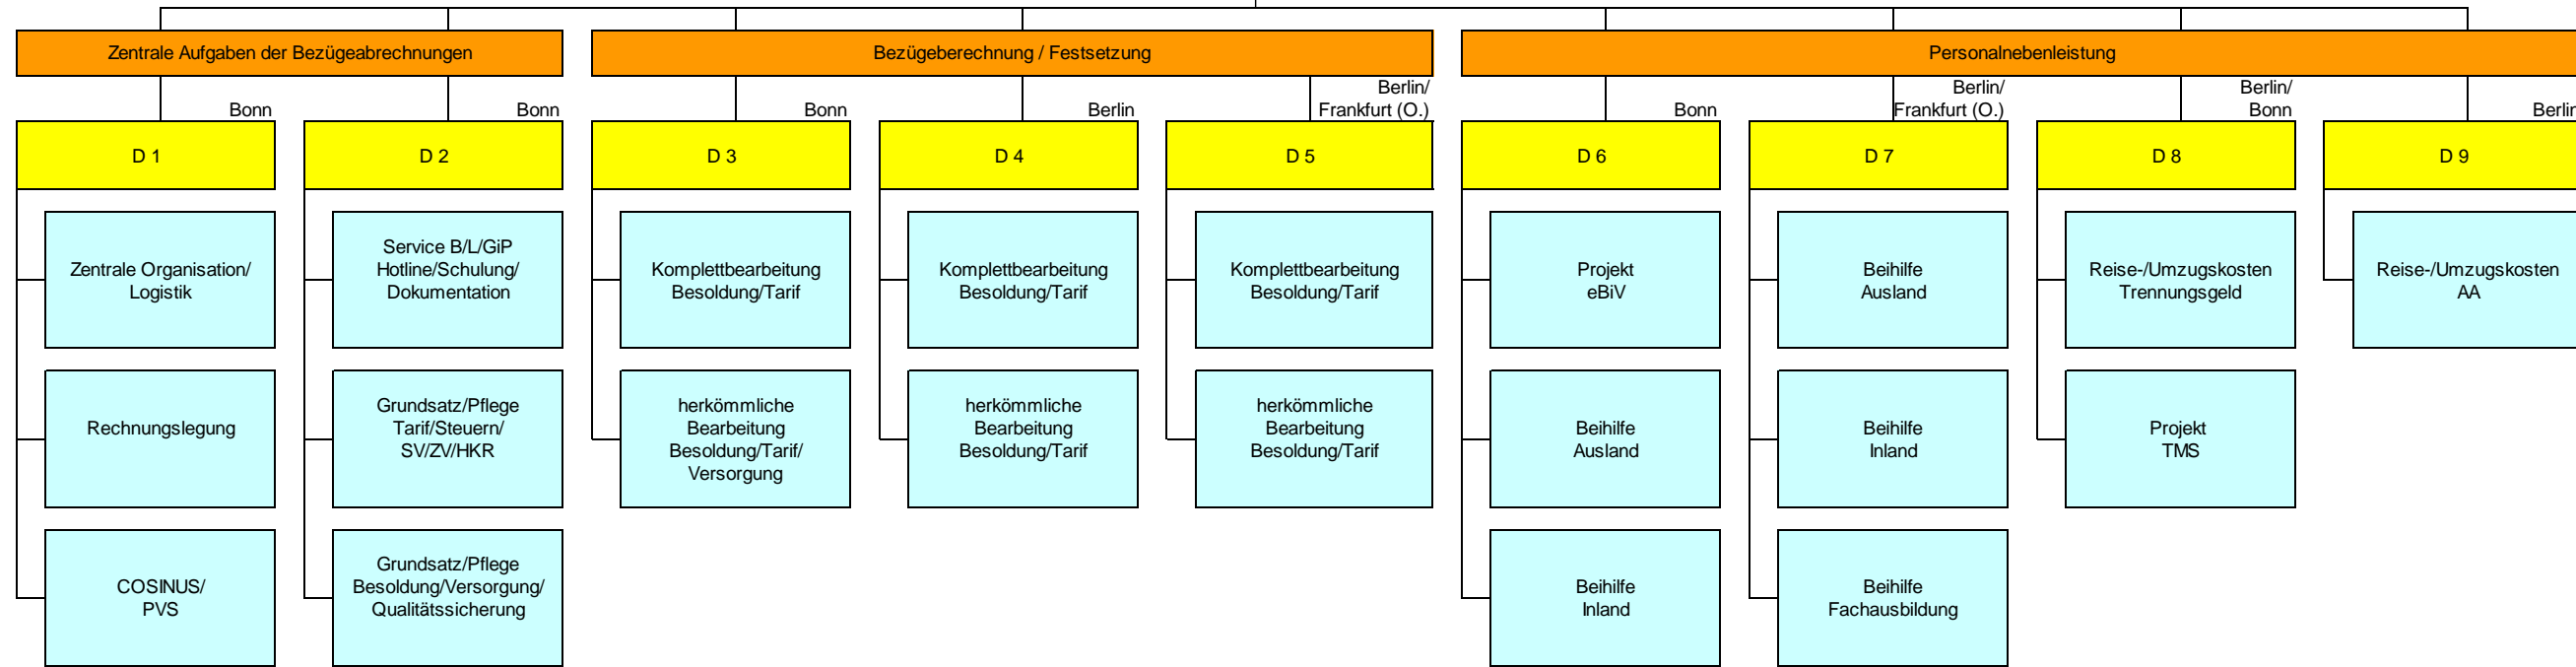 Zentrale Aufgaben der Bezügeabrechnungen
Bezügeberechnung / Festsetzung
Personalnebenleistung
Bonn
Bonn
Bonn
Berlin
Berlin/
Frankfurt (O.)
Bonn
Berlin/
Frankfurt (O.)
Berlin/
Bonn
Berlin
D 1
D 2
D 3
D 4
D 5
D 6
D 7
D 8
D 9
Zentrale Organisation/
Logistik
Service B/L/GiP
Hotline/Schulung/
Dokumentation
Komplettbearbeitung
Besoldung/Tarif
Komplettbearbeitung
Besoldung/Tarif
Komplettbearbeitung
Besoldung/Tarif
Projekt
eBiV
Beihilfe
Ausland
Reise-/Umzugskosten
Trennungsgeld
Reise-/Umzugskosten
AA
Rechnungslegung
Grundsatz/Pflege
Tarif/Steuern/
SV/ZV/HKR
herkömmliche
Bearbeitung
Besoldung/Tarif/
Versorgung
herkömmliche
Bearbeitung
Besoldung/Tarif
herkömmliche
Bearbeitung
Besoldung/Tarif
Beihilfe
Ausland
Beihilfe
Inland
Projekt
TMS
COSINUS/
PVS
Grundsatz/Pflege
Besoldung/Versorgung/
Qualitätssicherung
Beihilfe
Inland
Beihilfe
Fachausbildung